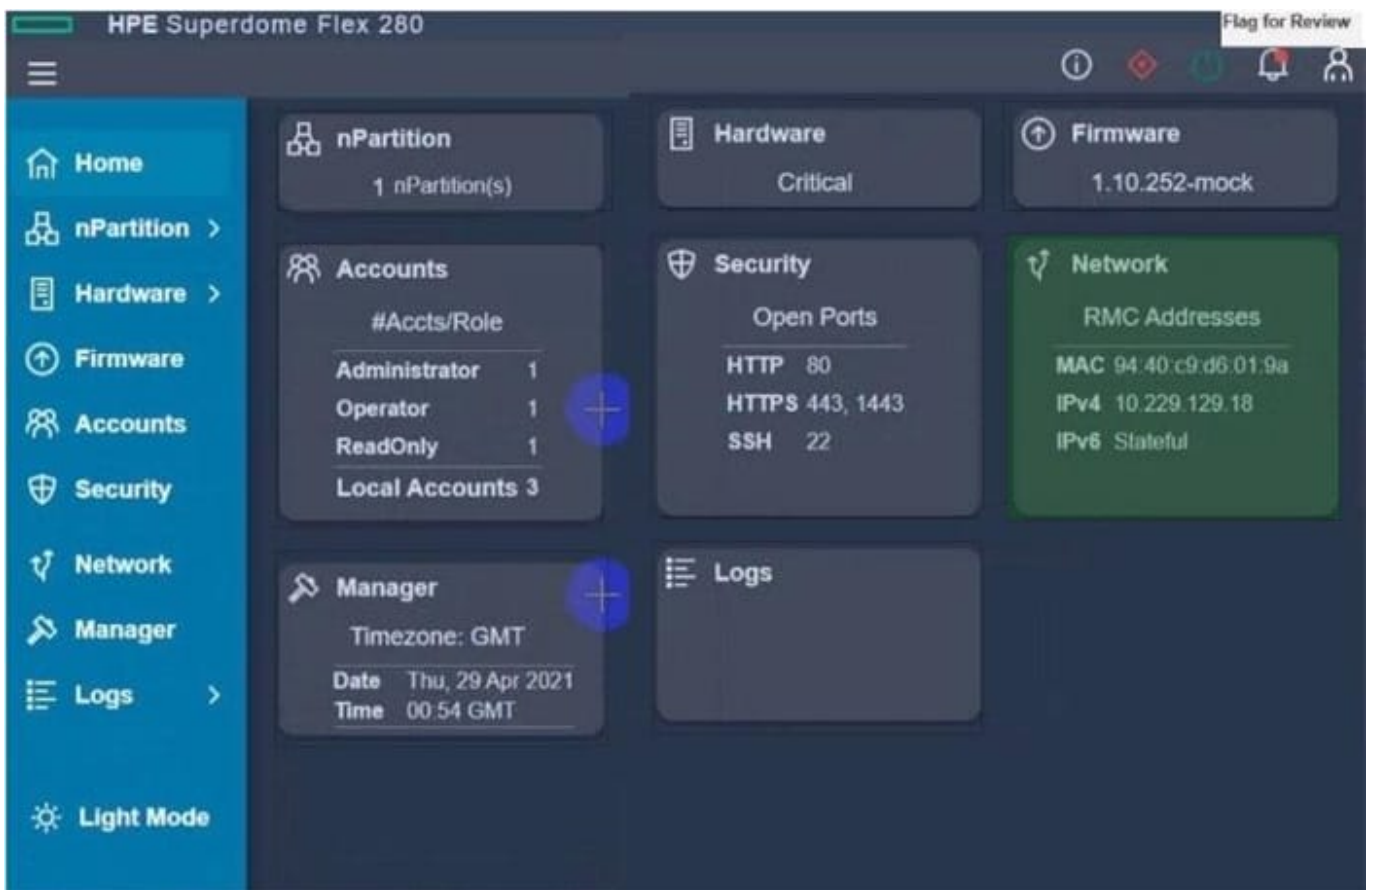 HPE Superdome Flex 280
Flag for Review
Home
nPartition >
Hardware >
Firmware
Accounts
Security
Network
Manager
Logs >
Light Mode
nPartition
1 nPartition(s)
Hardware
Critical
Firmware
1.10.252-mock
Accounts
#Accts/Role
Administrator 1
Operator 1
ReadOnly 1
Local Accounts 3
Security
Open Ports
HTTP 80
HTTPS 443, 1443
SSH 22
Network
RMC Addresses
MAC 94:40:c9:d6:01:9a
IPv4 10.229.129.18
IPv6 Stateful
Manager
Timezone: GMT
Date Thu, 29 Apr 2021
Time 00:54 GMT
Logs